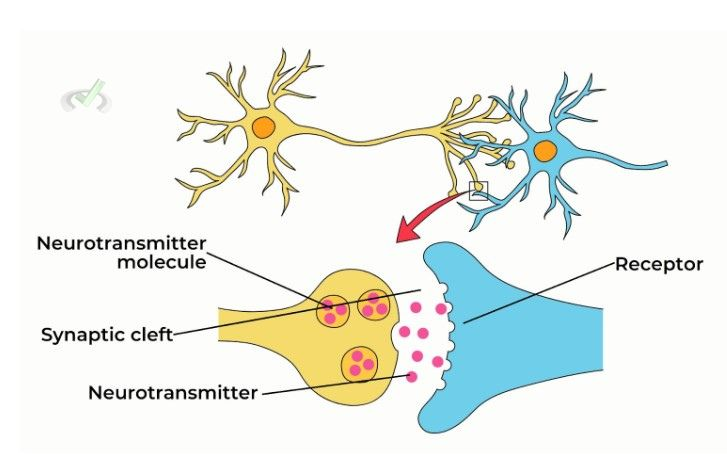 Neurotransmitter
molecule
Receptor
Synaptic cleft
Neurotransmitter